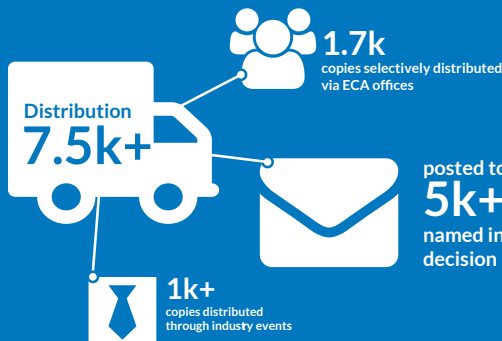 Distribution
7.5k+
1.7k
copies selectively distributed
via ECA offices
posted to
5k+
named in
decision
1k+
copies distributed
through industry events